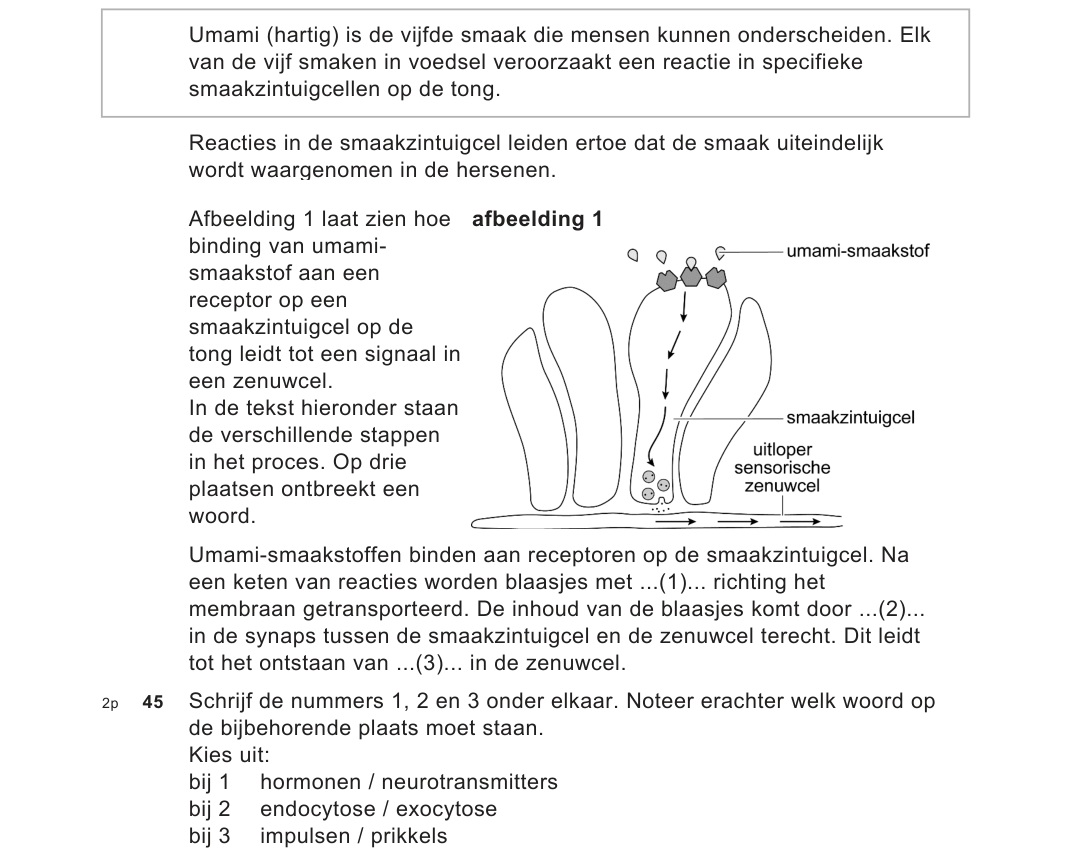 Umami (hartig) is de vijfde smaak die mensen kunnen onderscheiden. Elk
van de vijf smaken in voedsel veroorzaakt een reactie in specifieke
smaakzintuigcellen op de tong.
Reacties in de smaakzintuigcel leiden ertoe dat de smaak uiteindelijk
wordt waargenomen in de hersenen.
Afbeelding 1 laat zien hoe
binding van umami-
smaakstof aan een
receptor op een
smaakzintuigcel op de
tong leidt tot een signaal in
een zenuwcel.
In de tekst hieronder staan
de verschillende stappen
in het proces. Op drie
plaatsen ontbreekt een
woord.
afbeelding 1
umami-smaakstof
smaakzintuigcel
uitloper
sensorische
zenuwcel
Umami-smaakstoffen binden aan receptoren op de smaakzintuigcel. Na
een keten van reacties worden blaasjes met ...(1)... richting het
membraan getransporteerd. De inhoud van de blaasjes komt door ...(2)...
in de synaps tussen de smaakzintuigcel en de zenuwcel terecht. Dit leidt
tot het ontstaan van ...(3)... in de zenuwcel.
2p 45 Schrijf de nummers 1, 2 en 3 onder elkaar. Noteer erachter welk woord op
de bijbehorende plaats moet staan.
Kies uit:
bij 1 hormonen / neurotransmitters
bij 2 endocytose / exocytose
bij 3 impulsen / prikkels